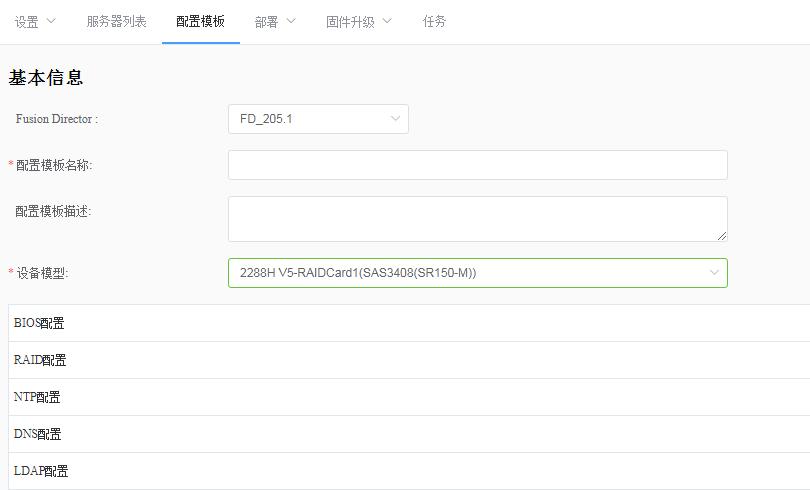 设置 服务器列表 配置模板 部署 固件升级 任务
基本信息
Fusion Director : FD_205.1
* 配置模板名称:
配置模板描述:
* 设备模型: 2288H V5-RAIDCard1(SAS3408(SR150-M))
BIOS配置
RAID配置
NTP配置
DNS配置
LDAP配置